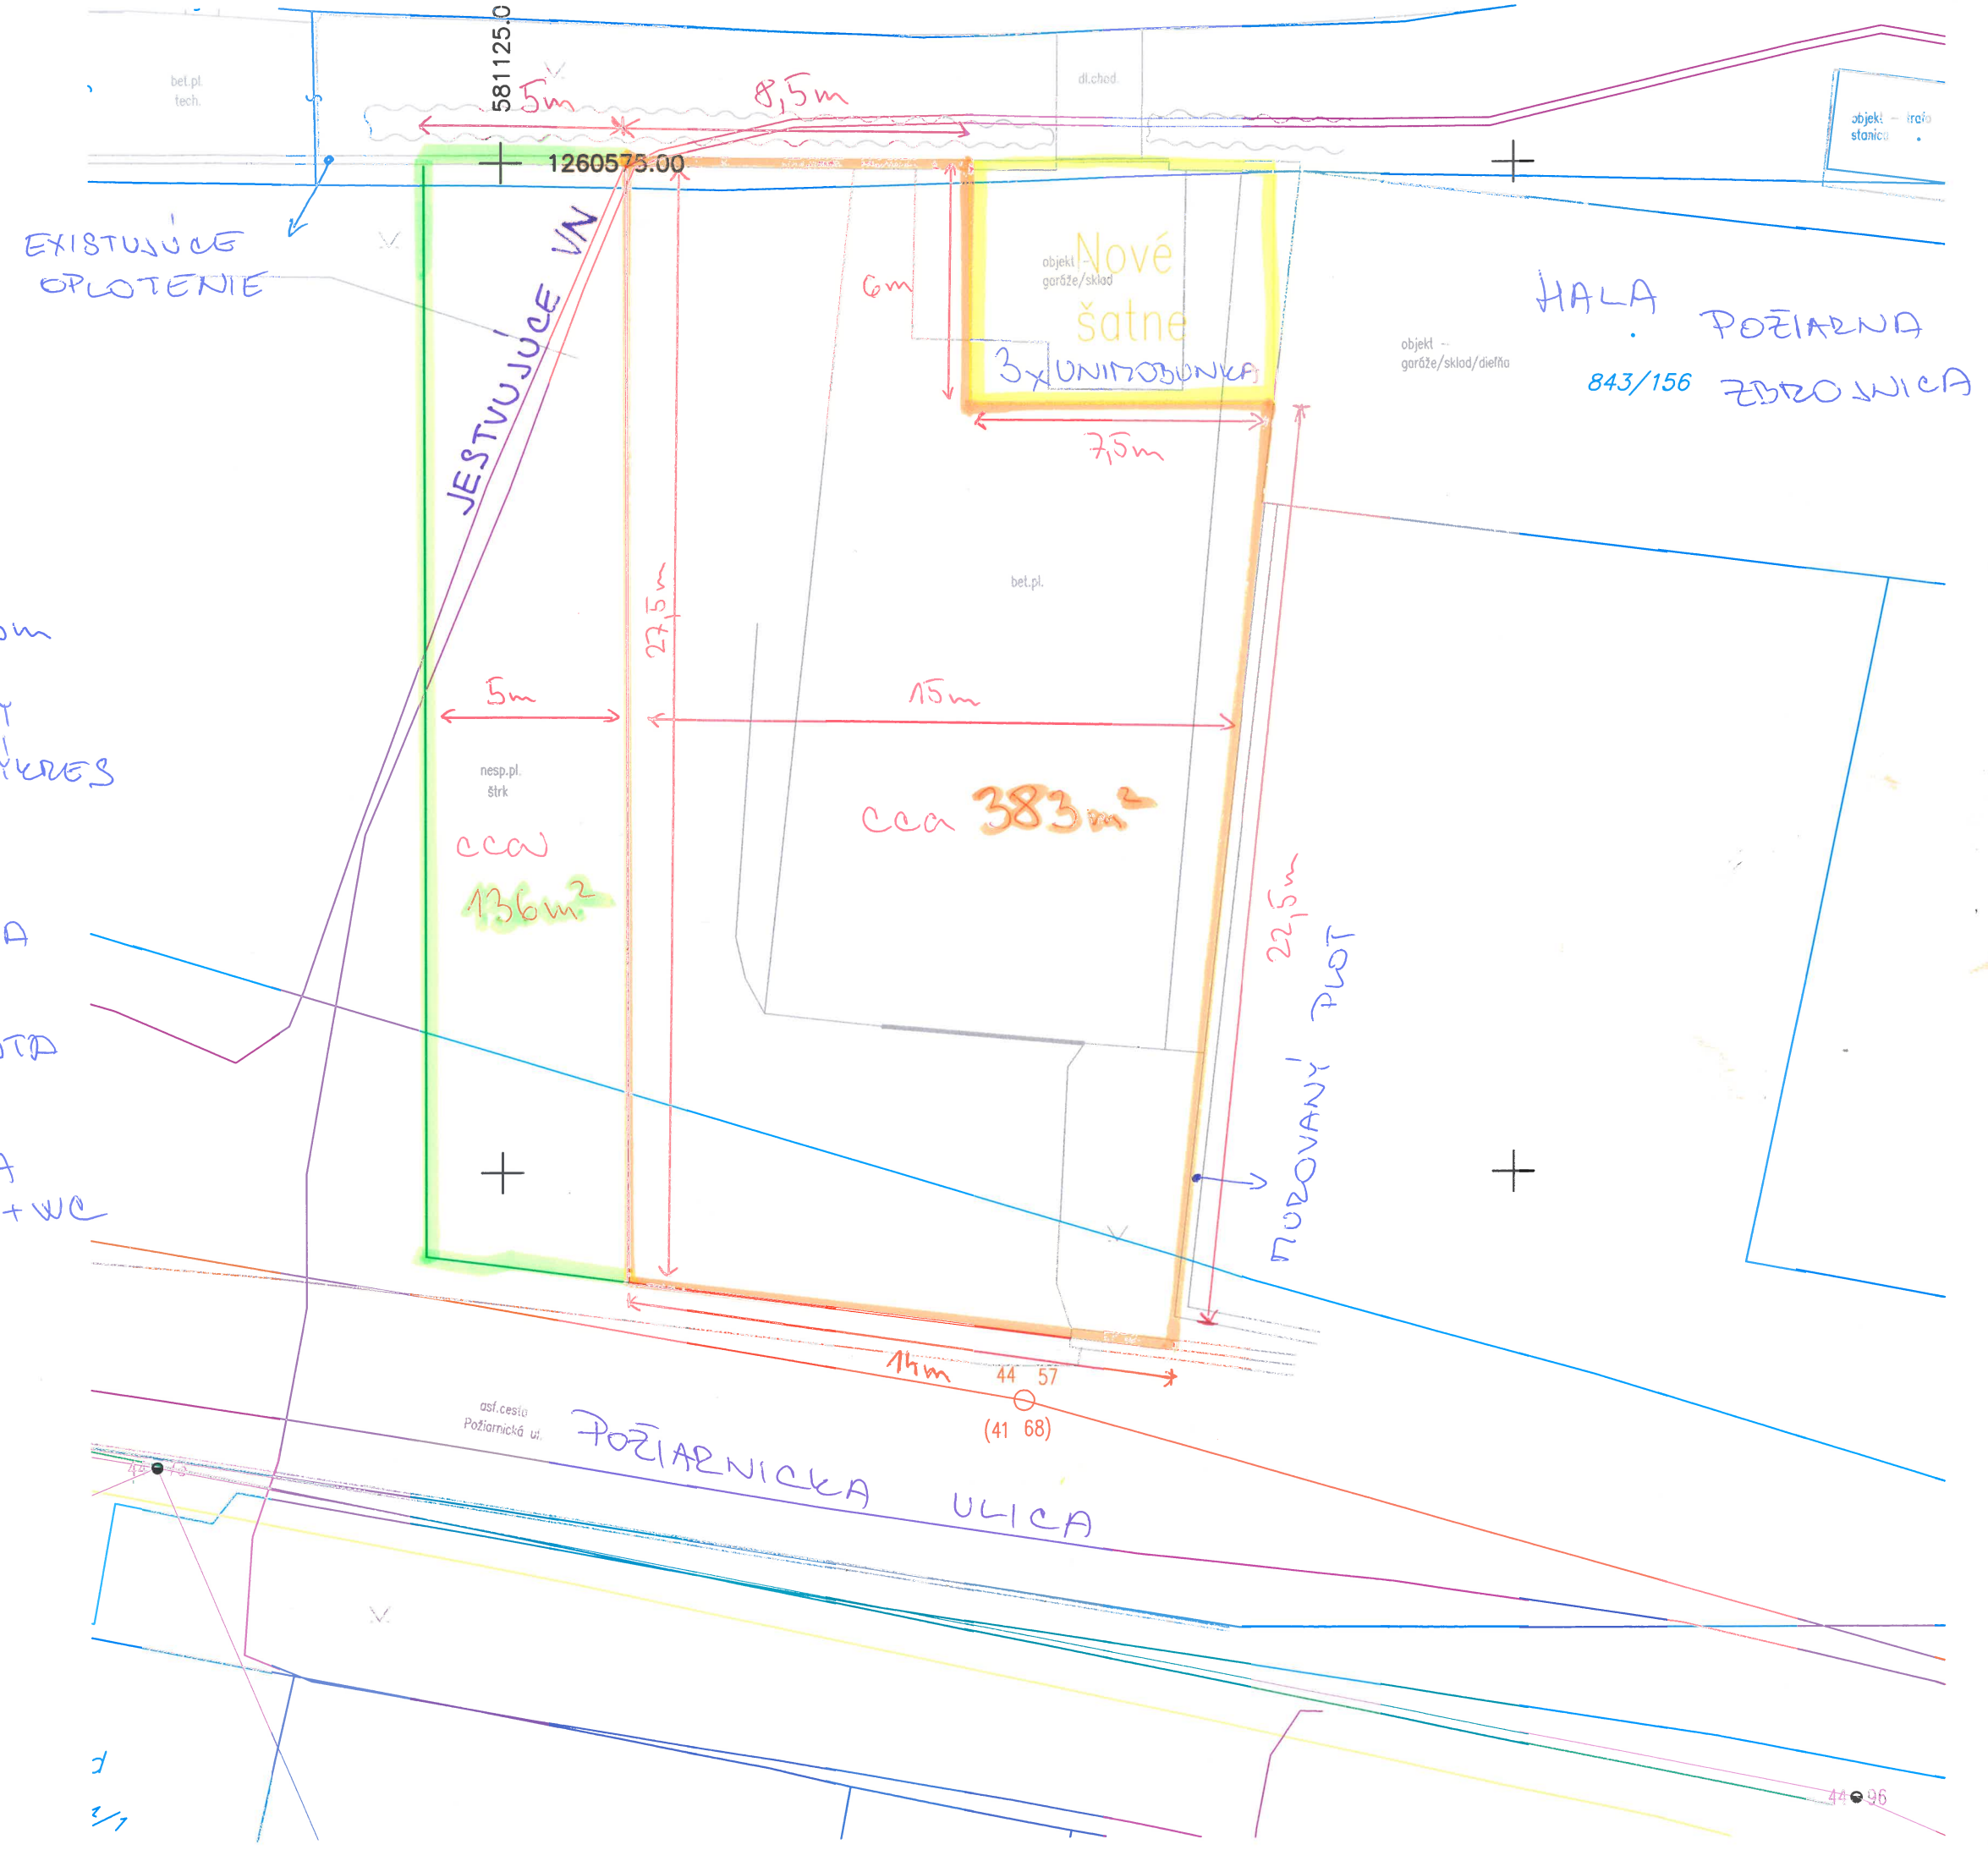 581125.0
bet.pl.
tech.
5m
8,5m
dl.chod.
objekt - trafo
stanica
1260575.00
EXISTUJÚCE
OPLOTENIE
JESTVUJÚCE VN
6m
objekt -
garáže/sklad
Nové
šatne
3x UNIMOBUNKA
7,5m
HALA POŽIARNA
843/156 ZBROJNICA
objekt -
garáže/sklad/dielňa
27,5m
bet.pl.
5m
15m
nesp.pl.
štrk
cca
136m²
cca 383m²
22,5m
MUROVANÝ PLOT
+ WC
14m
44 57
(41 68)
asf.cesta
Požiarnická ul.
POŽIARNICKA ULICA
44 96